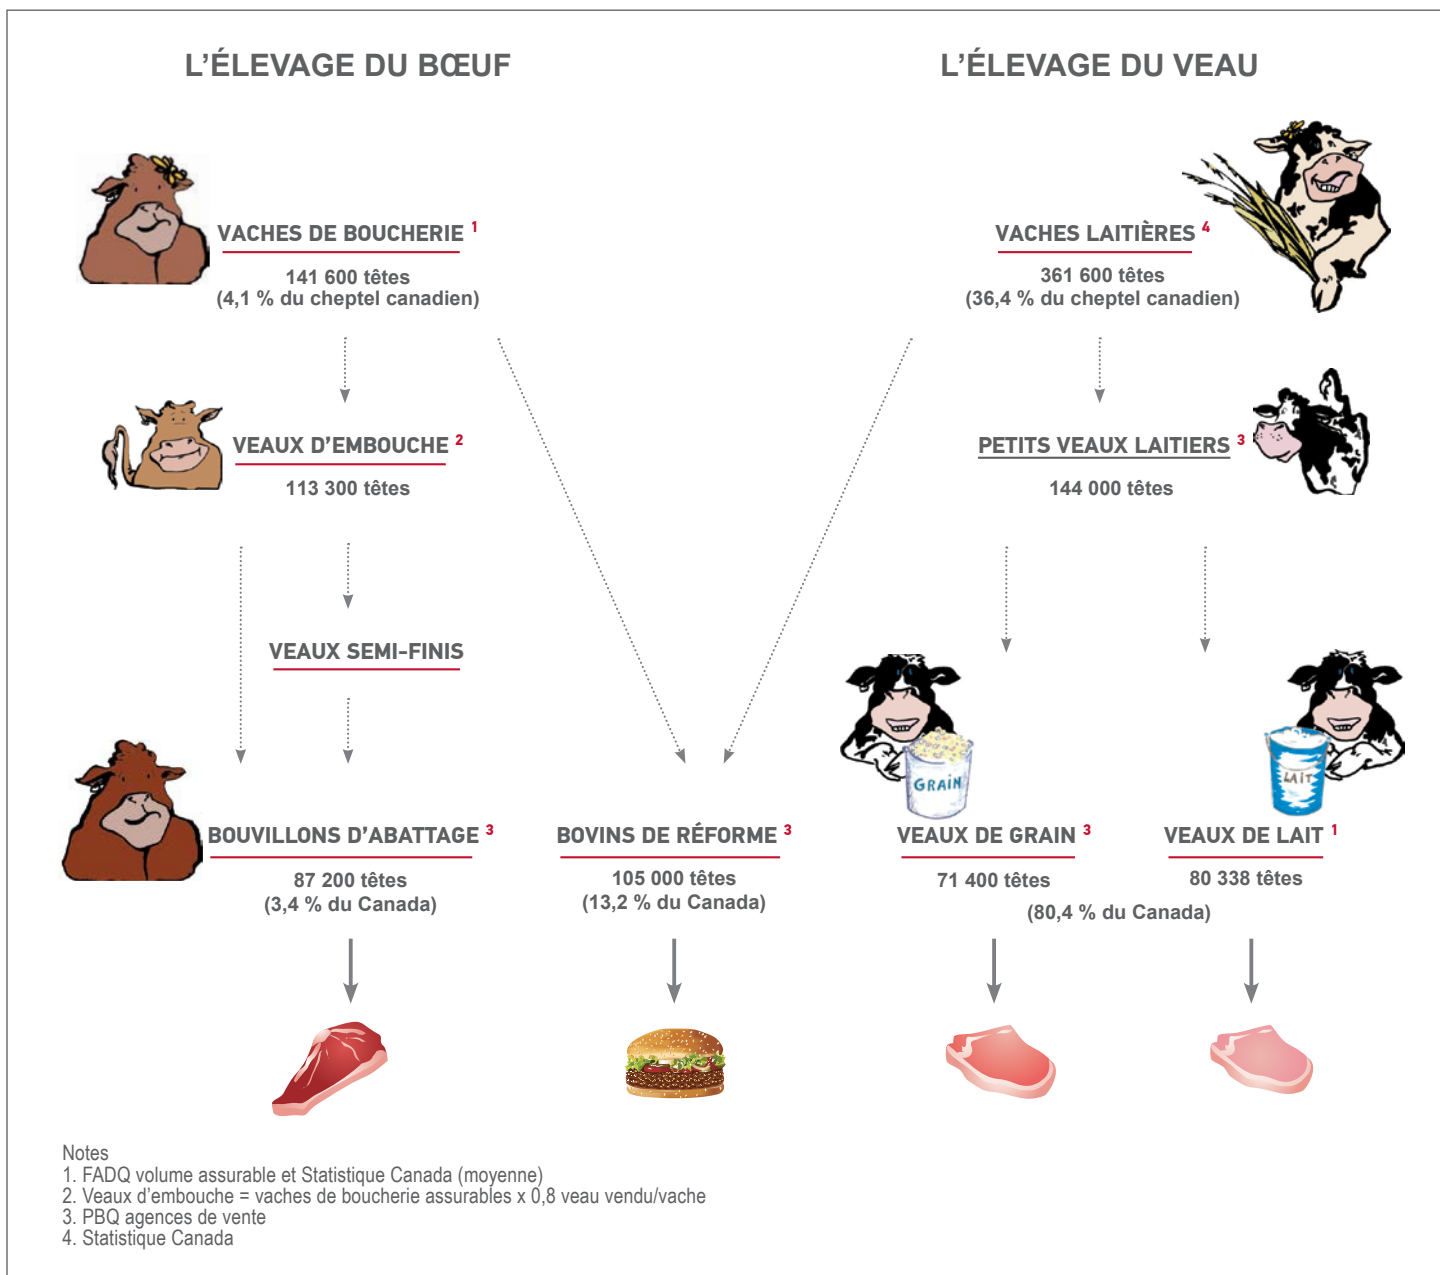 L'ÉLEVAGE DU BŒUF
L'ÉLEVAGE DU VEAU
VACHES DE BOUCHERIE 1
141 600 têtes
(4,1 % du cheptel canadien)
VACHES LAITIÈRES 4
361 600 têtes
(36,4 % du cheptel canadien)
VEAUX D'EMBOUCHE 2
113 300 têtes
PETITS VEAUX LAITIERS 3
144 000 têtes
VEAUX SEMI-FINIS
GRAIN
LAIT
BOUVILLONS D'ABATTAGE 3
87 200 têtes
(3,4 % du Canada)
BOVINS DE RÉFORME 3
105 000 têtes
(13,2 % du Canada)
VEAUX DE GRAIN 3
71 400 têtes
VEAUX DE LAIT 1
80 338 têtes
(80,4 % du Canada)
Notes
1. FADQ volume assurable et Statistique Canada (moyenne)
2. Veaux d'embouche = vaches de boucherie assurables x 0,8 veau vendu/vache
3. PBQ agences de vente
4. Statistique Canada